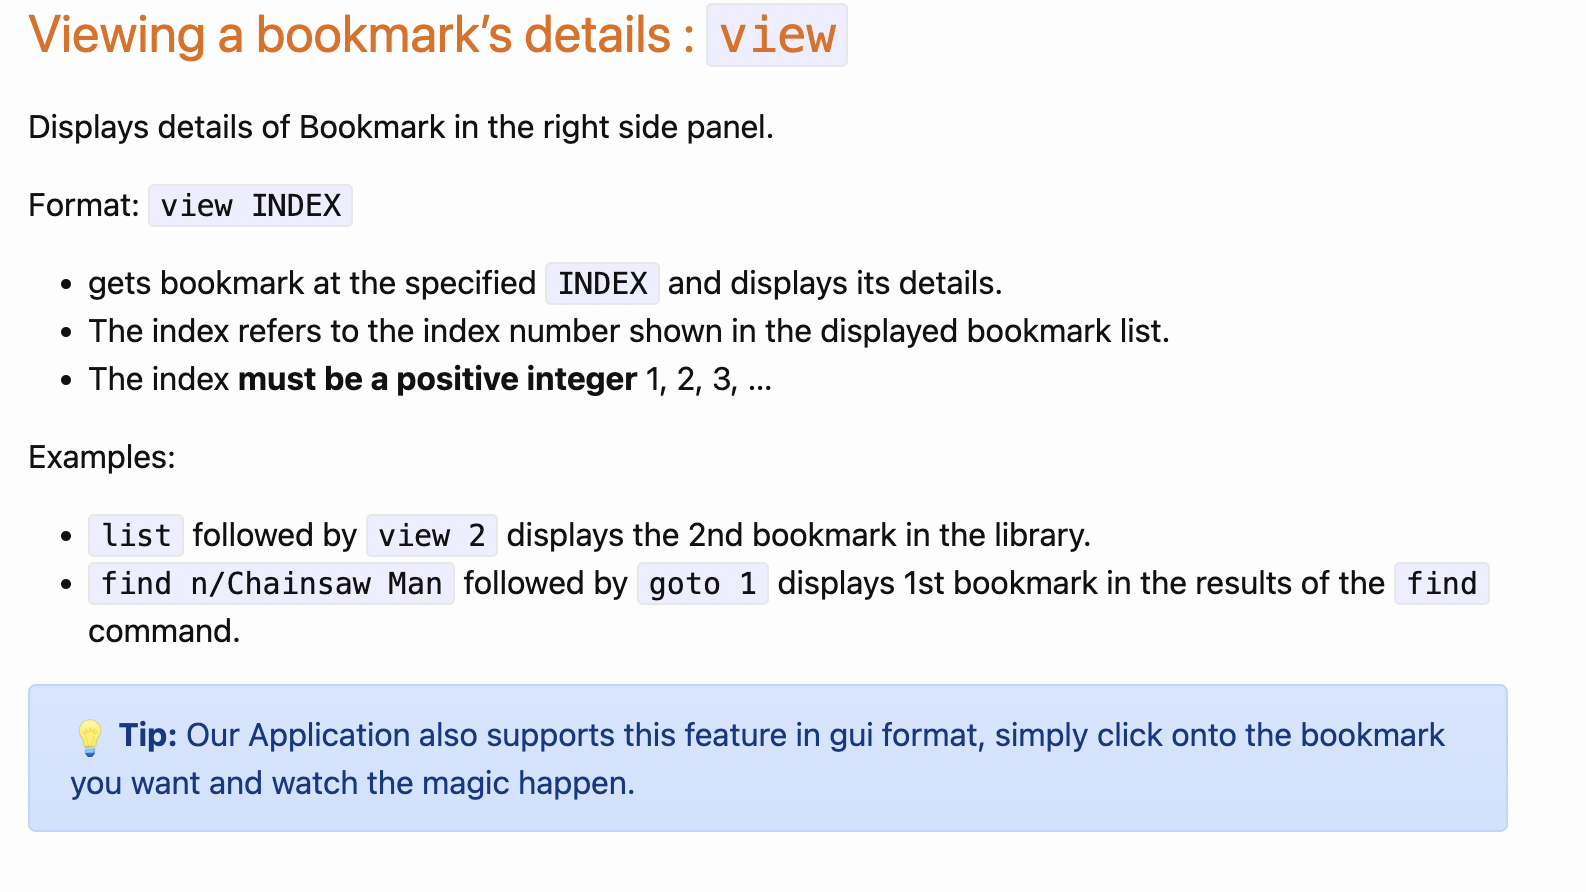 Viewing a bookmark’s details : view
Displays details of Bookmark in the right side panel.
Format: view INDEX
• gets bookmark at the specified INDEX and displays its details.
• The index refers to the index number shown in the displayed bookmark list.
• The index must be a positive integer 1, 2, 3, …
Examples:
• list followed by view 2 displays the 2nd bookmark in the library.
• find n/Chainsaw Man followed by goto 1 displays 1st bookmark in the results of the find
command.
💡 Tip: Our Application also supports this feature in gui format, simply click onto the bookmark
you want and watch the magic happen.